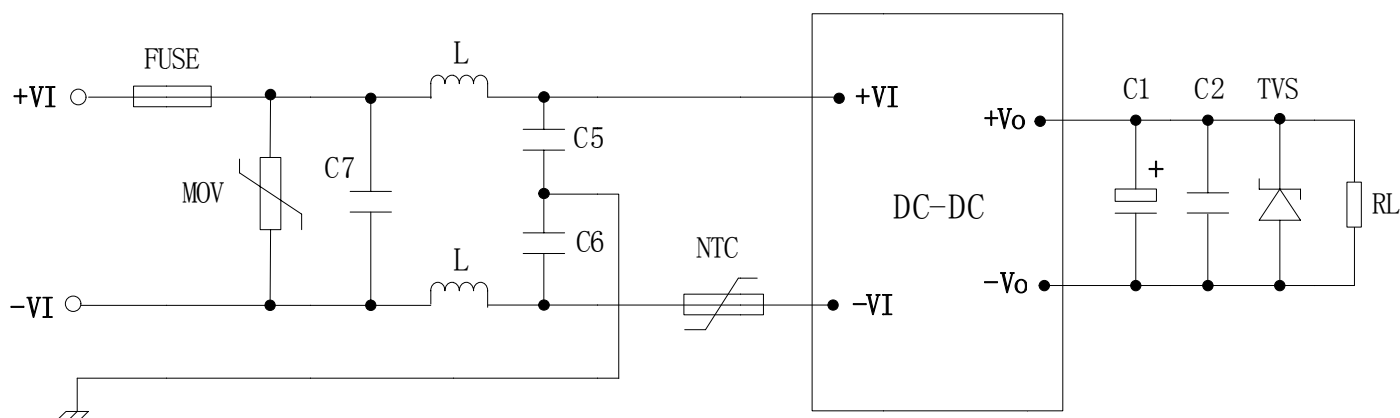 FUSE
L
+VI
+VI
C1
C2
TVS
+Vo
C5
C7
MOV
DC-DC
RL
+
C6
NTC
L
-VI
-VI
-Vo